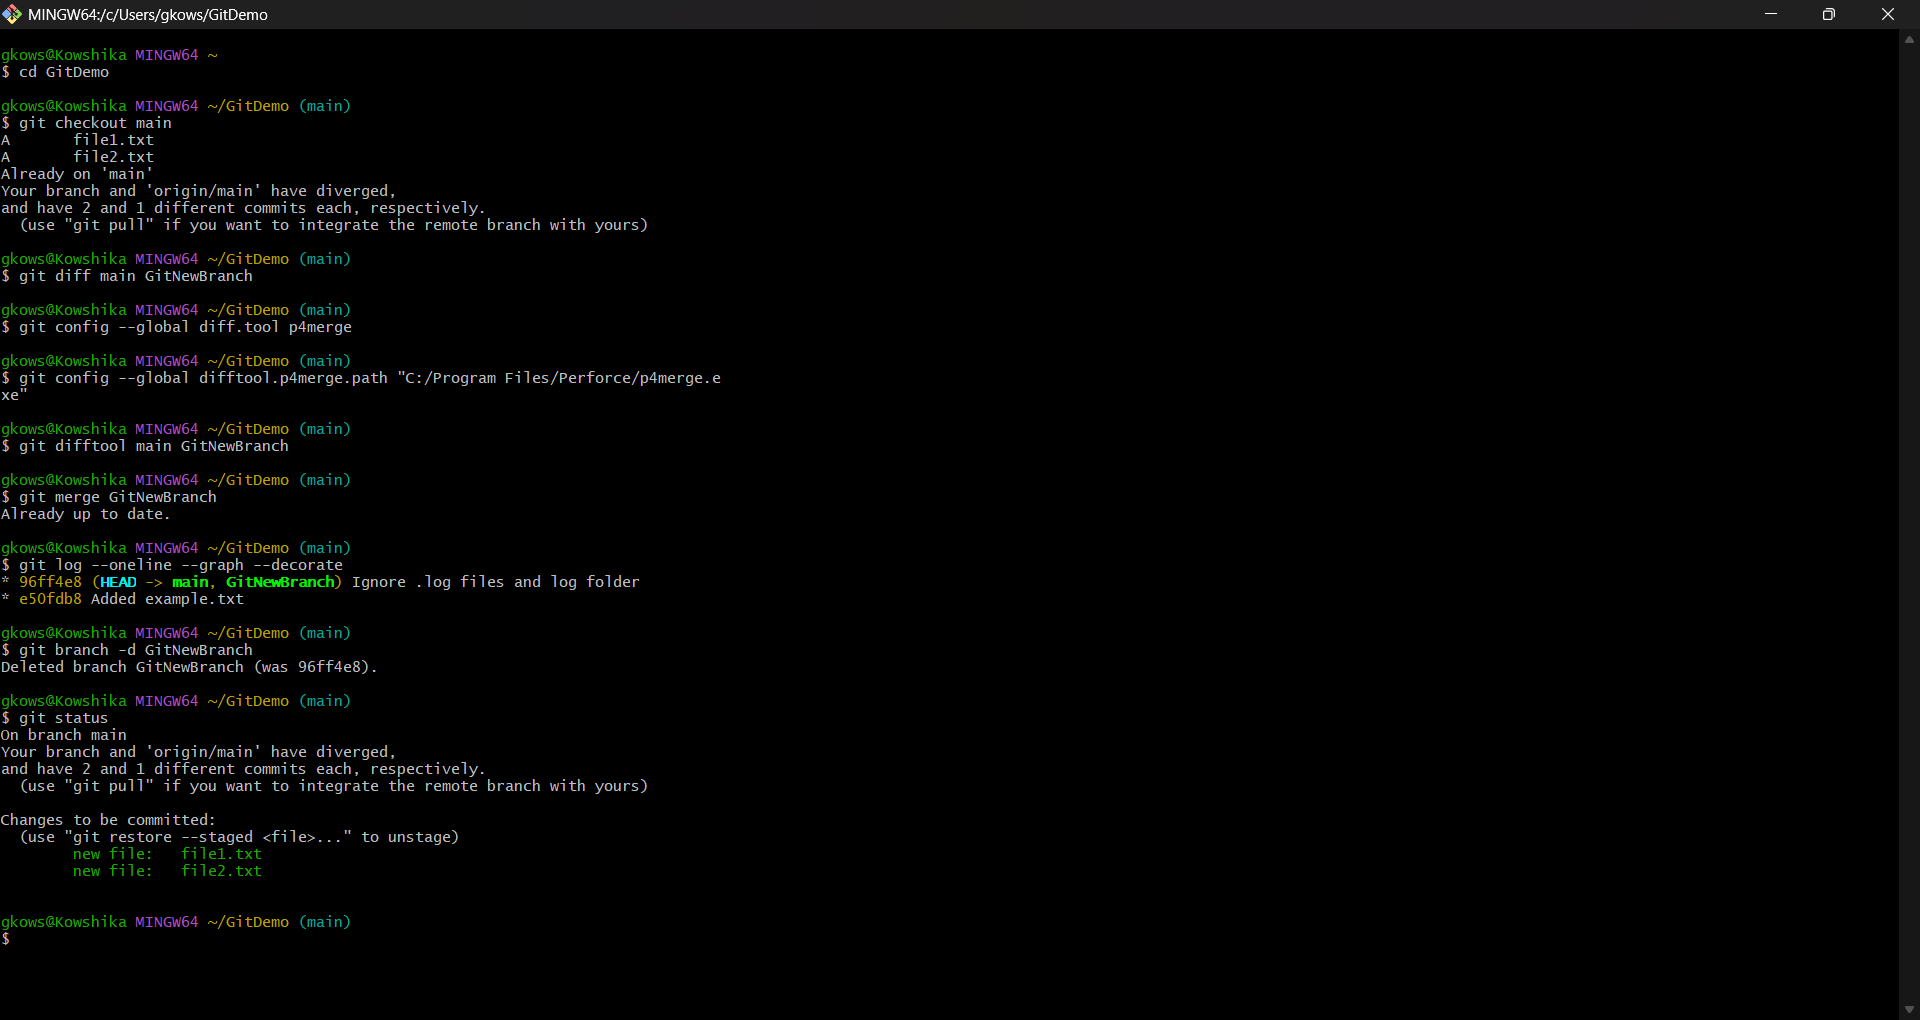 MINGW64:/c/Users/gkows/GitDemo
gkows@Kowshika MINGW64 ~
$ cd GitDemo
gkows@Kowshika MINGW64 ~/GitDemo (main)
$ git checkout main
A       file1.txt
A       file2.txt
Already on 'main'
Your branch and 'origin/main' have diverged,
and have 2 and 1 different commits each, respectively.
  (use "git pull" if you want to integrate the remote branch with yours)
gkows@Kowshika MINGW64 ~/GitDemo (main)
$ git diff main GitNewBranch
gkows@Kowshika MINGW64 ~/GitDemo (main)
$ git config --global diff.tool p4merge
gkows@Kowshika MINGW64 ~/GitDemo (main)
$ git config --global difftool.p4merge.path "C:/Program Files/Perforce/p4merge.e
xe"
gkows@Kowshika MINGW64 ~/GitDemo (main)
$ git difftool main GitNewBranch
gkows@Kowshika MINGW64 ~/GitDemo (main)
$ git merge GitNewBranch
Already up to date.
gkows@Kowshika MINGW64 ~/GitDemo (main)
$ git log --oneline --graph --decorate
* 96ff4e8 (HEAD -> main, GitNewBranch) Ignore .log files and log folder
* e50fdb8 Added example.txt
gkows@Kowshika MINGW64 ~/GitDemo (main)
$ git branch -d GitNewBranch
Deleted branch GitNewBranch (was 96ff4e8).
gkows@Kowshika MINGW64 ~/GitDemo (main)
$ git status
On branch main
Your branch and 'origin/main' have diverged,
and have 2 and 1 different commits each, respectively.
  (use "git pull" if you want to integrate the remote branch with yours)
Changes to be committed:
  (use "git restore --staged <file>..." to unstage)
        new file:   file1.txt
        new file:   file2.txt
gkows@Kowshika MINGW64 ~/GitDemo (main)
$